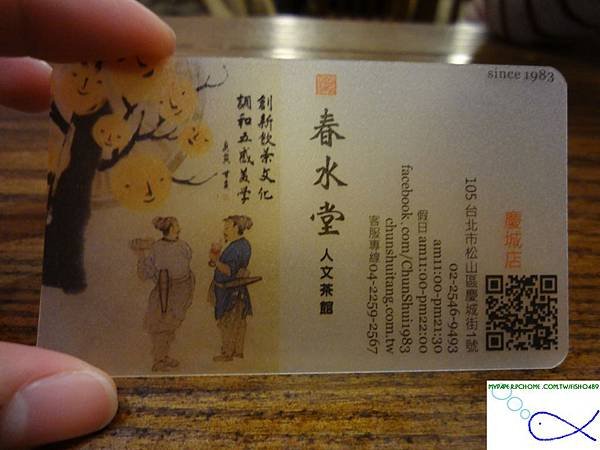 since 1983
創新飲茶文化
調和五感美學
春水堂 人文茶館
慶城店
105 台北市松山區慶城街1號
02-2546-9493
am11:00-pm21:30
假日 am11:00-pm22:00
facebook.com/ChunShui1983
chunshuitang.com.tw
客服專線04-2259-2567
MYPAPER.PCHOME.COM.TW/FISHO489